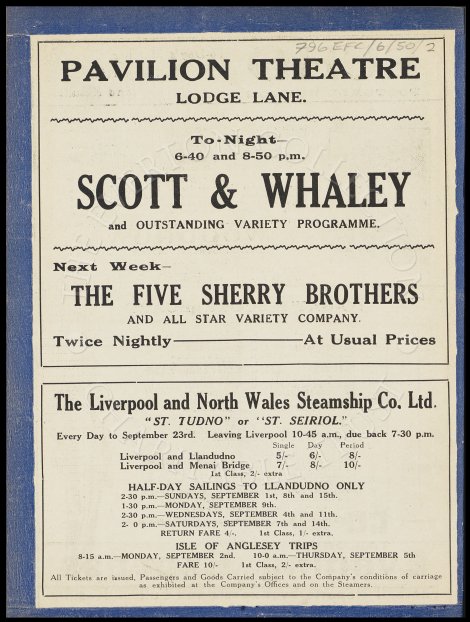 796 EFC/6/50/2
PAVILION THEATRE
LODGE LANE.
To-Night—
6-40 and 8-50 p.m.
SCOTT & WHALEY
and OUTSTANDING VARIETY PROGRAMME.
Next Week—
THE FIVE SHERRY BROTHERS
AND ALL STAR VARIETY COMPANY.
Twice Nightly———At Usual Prices
The Liverpool and North Wales Steamship Co. Ltd.
"ST. TUDNO" or "ST. SEIRIOL."
Every Day to September 23rd. Leaving Liverpool 10-45 a.m., due back 7-30 p.m.
Single Day Period
Liverpool and Llandudno 5/- 6/- 8/-
Liverpool and Menai Bridge 7/- 8/- 10/-
1st Class, 2/- extra
HALF-DAY SAILINGS TO LLANDUDNO ONLY
2-30 p.m.—SUNDAYS, SEPTEMBER 1st, 8th and 15th.
1-30 p.m.—MONDAY, SEPTEMBER 9th.
2-30 p.m.—WEDNESDAYS, SEPTEMBER 4th and 11th.
2- 0 p.m.—SATURDAYS, SEPTEMBER 7th and 14th.
RETURN FARE 4/-. 1st Class, 1/- extra.
ISLE OF ANGLESEY TRIPS
8-15 a.m.—MONDAY, SEPTEMBER 2nd. 10-0 a.m.—THURSDAY, SEPTEMBER 5th
FARE 10/- 1st Class, 2/- extra.
All Tickets are issued, Passengers and Goods Carried subject to the Company's conditions of carriage
as exhibited at the Company's Offices and on the Steamers.